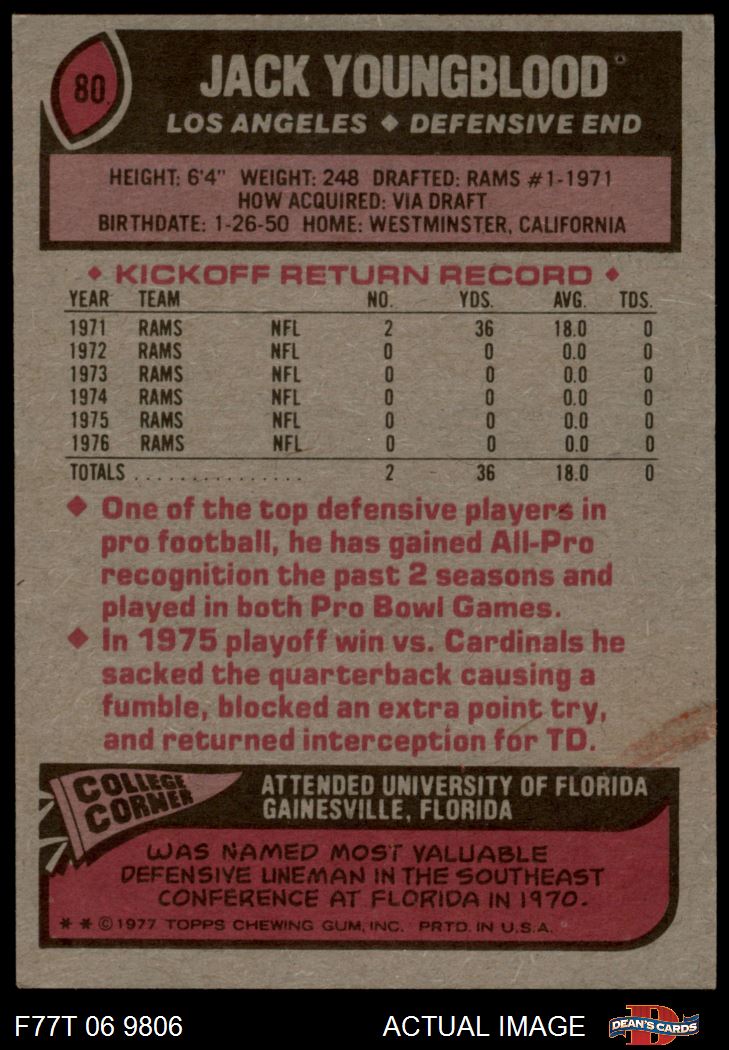 80
JACK YOUNGBLOOD
LOS ANGELES ◆ DEFENSIVE END
HEIGHT: 6'4" WEIGHT: 248 DRAFTED: RAMS #1-1971
HOW ACQUIRED: VIA DRAFT
BIRTHDATE: 1-26-50 HOME: WESTMINSTER, CALIFORNIA
◆ KICKOFF RETURN RECORD ◆
YEAR TEAM NO. YDS. AVG. TDS.
1971 RAMS NFL 2 36 18.0 0
1972 RAMS NFL 0 0 0.0 0
1973 RAMS NFL 0 0 0.0 0
1974 RAMS NFL 0 0 0.0 0
1975 RAMS NFL 0 0 0.0 0
1976 RAMS NFL 0 0 0.0 0
TOTALS ................ 2 36 18.0 0
◆ One of the top defensive players in
pro football, he has gained All-Pro
recognition the past 2 seasons and
played in both Pro Bowl Games.
◆ In 1975 playoff win vs. Cardinals he
sacked the quarterback causing a
fumble, blocked an extra point try,
and returned interception for TD.
COLLEGE
CORNER
ATTENDED UNIVERSITY OF FLORIDA
GAINESVILLE, FLORIDA
WAS NAMED MOST VALUABLE
DEFENSIVE LINEMAN IN THE SOUTHEAST
CONFERENCE AT FLORIDA IN 1970.
* * © 1977 TOPPS CHEWING GUM, INC. PRTD. IN U.S.A.
F77T 06 9806
ACTUAL IMAGE
D
DEAN'S CARDS